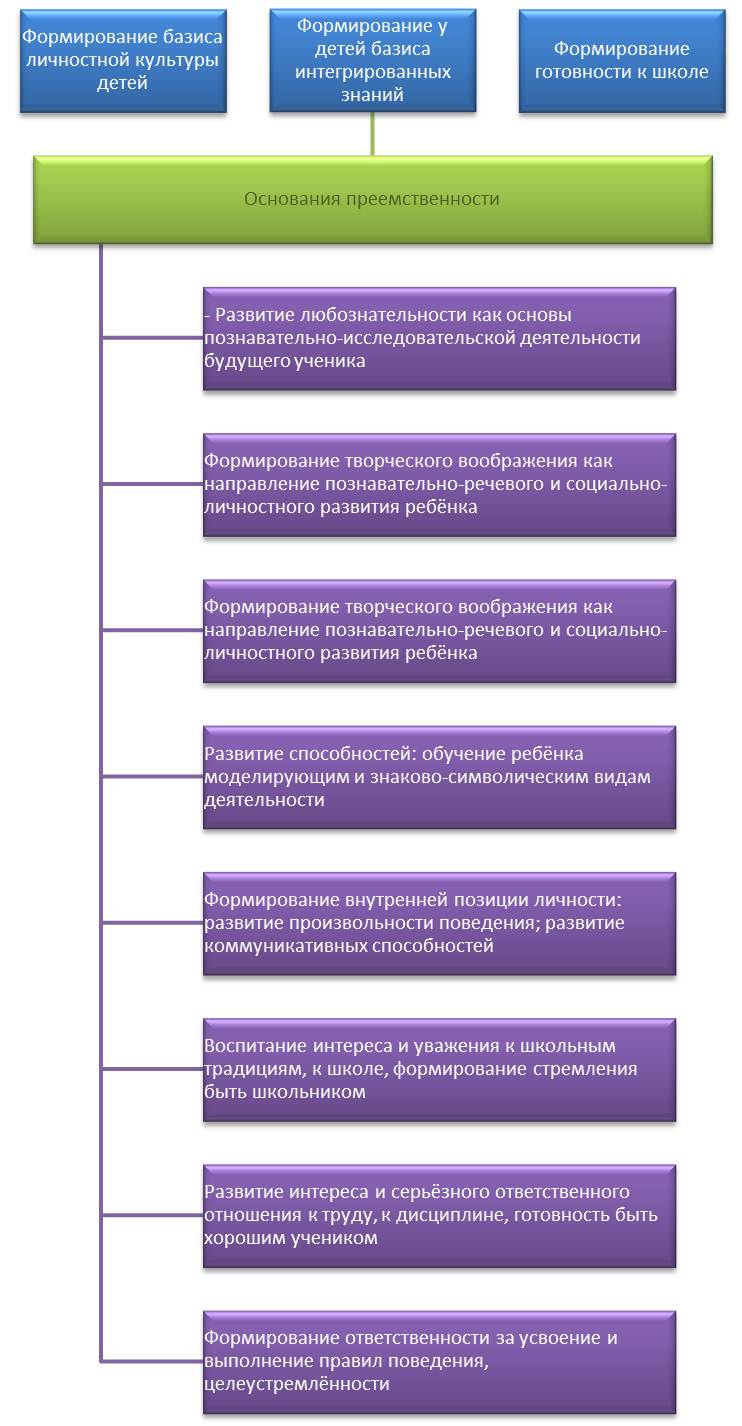 Формирование базиса
личностной культуры
детей
Формирование у
детей базиса
интегрированных
знаний
Формирование
готовности к школе
Основания преемственности
- Развитие любознательности как основы
познавательно-исследовательской деятельности
будущего ученика
Формирование творческого воображения как
направление познавательно-речевого и социально-
личностного развития ребёнка
Формирование творческого воображения как
направление познавательно-речевого и социально-
личностного развития ребёнка
Развитие способностей: обучение ребёнка
моделирующим и знаково-символическим видам
деятельности
Формирование внутренней позиции личности:
развитие произвольности поведения; развитие
коммуникативных способностей
Воспитание интереса и уважения к школьным
традициям, к школе, формирование стремления
быть школьником
Развитие интереса и серьёзного ответственного
отношения к труду, к дисциплине, готовность быть
хорошим учеником
Формирование ответственности за усвоение и
выполнение правил поведения,
целеустремлённости